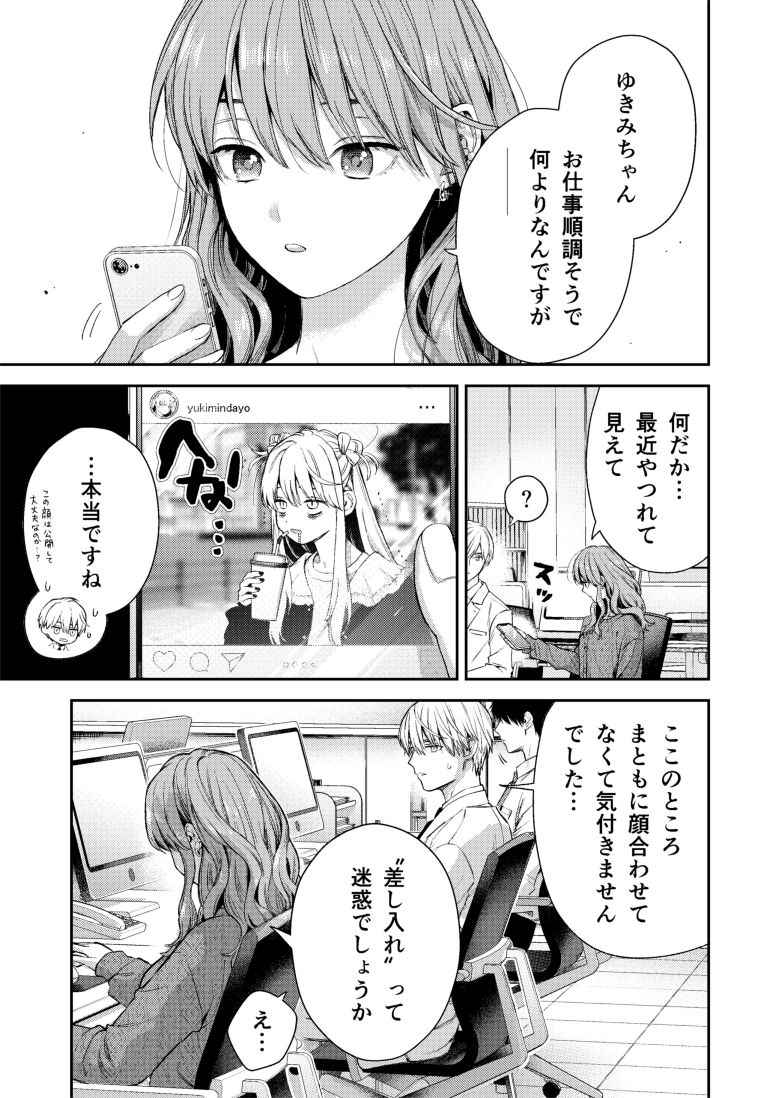 ゆきみちゃん
お仕事順調そうで
何よりなんですが
──
何だか…
最近やつれて
見えて
?
スッ
yukimindayo
へな…
…本当ですね
この顔は公開して
大丈夫なのか…?
ここのところ
まともに顔合わせて
なくて気付きません
でした…
〝差し入れ〟って
迷惑でしょうか
え…